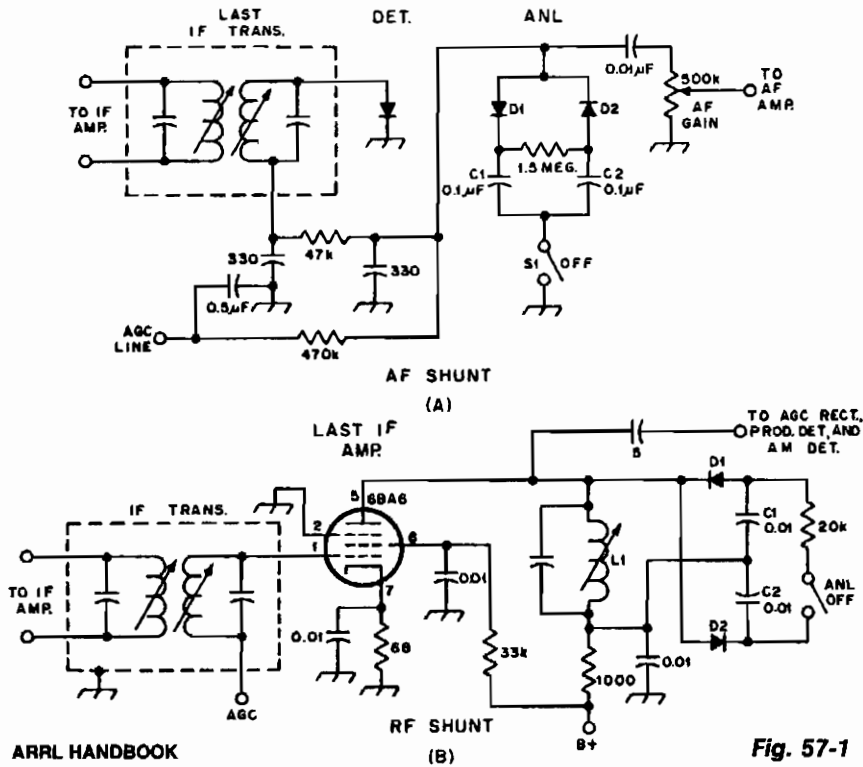 LAST
IF TRANS.
DET.
ANL
TO IF
AMP.
0.01µF
500k
TO
AF
AMP.
AF
GAIN
D1
D2
1.5 MEG.
C1
0.1µF
C2
0.1µF
S1
OFF
330
47k
330
0.5µF
AGC
LINE
470k
AF SHUNT
(A)
LAST IF
AMP.
TO AGC RECT.,
PROD. DET, AND
AM DET.
5
IF TRANS.
5
6BA6
2
1
6
7
TO IF
AMP.
0.01
0.01
68
33k
L1
1000
0.01
B+
D1
D2
C1
0.01
C2
0.01
20k
ANL
OFF
AGC
RF SHUNT
(B)
ARRL HANDBOOK
Fig. 57-1